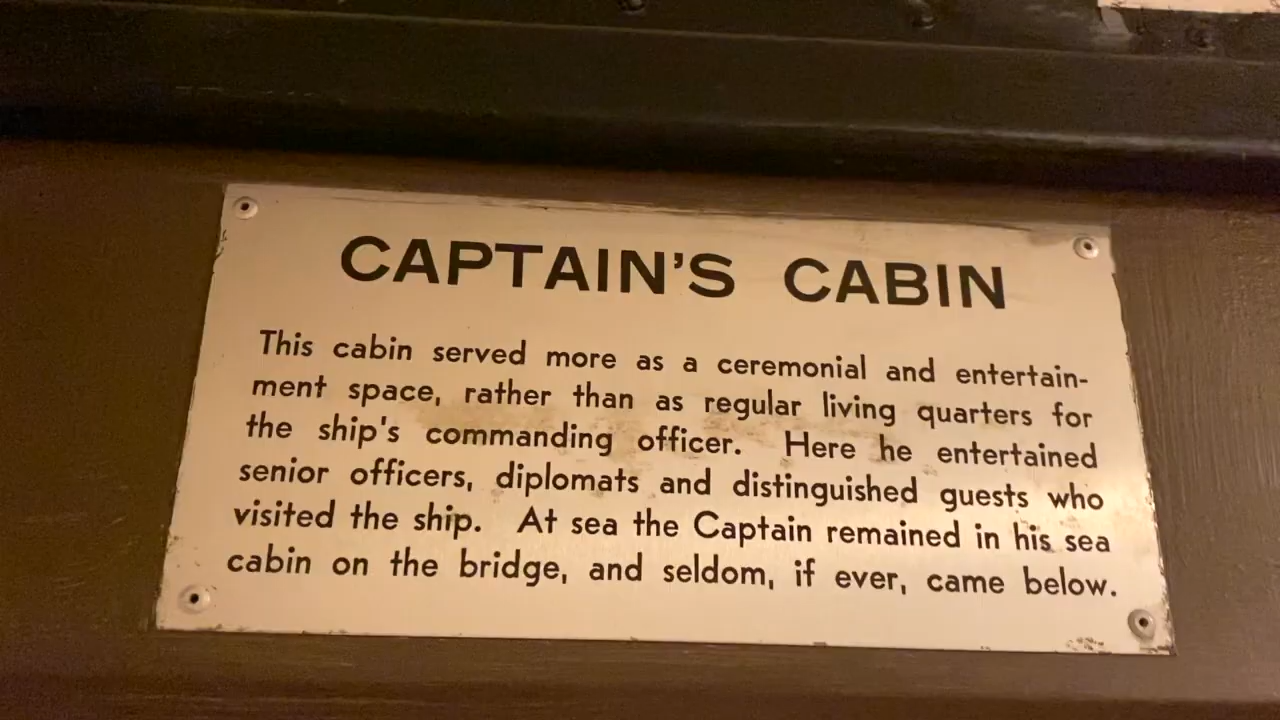 CAPTAIN'S CABIN
This cabin served more as a ceremonial and entertain-
ment space, rather than as regular living quarters for
the ship's commanding officer. Here he entertained
senior officers, diplomats and distinguished guests who
visited the ship. At sea the Captain remained in his sea
cabin on the bridge, and seldom, if ever, came below.